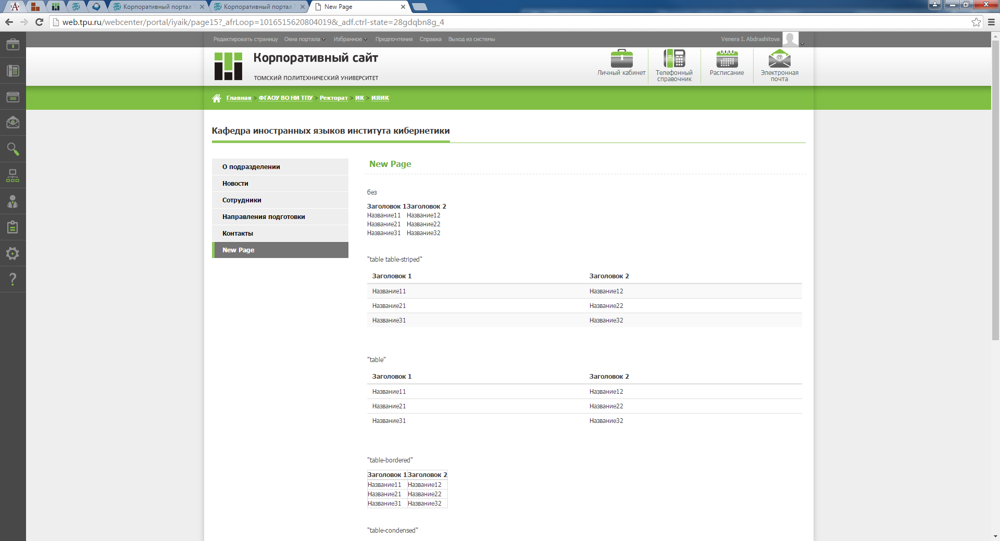 Корпоративный портал Т
Корпоративный портал Т
New Page
web.tpu.ru/webcenter/portal/iyaik/page15?_afrLoop=1016515620804019&_adf.ctrl-state=28gdqbn8g_4
Редактировать страницу Окна портала Избранное Предпочтения Справка Выход из системы
Venera I. Abdrashitova
Корпоративный сайт
ТОМСКИЙ ПОЛИТЕХНИЧЕСКИЙ УНИВЕРСИТЕТ
Личный кабинет
Телефонный
справочник
Расписание
Электронная
почта
Главная > ФГАОУ ВО НИ ТПУ > Ректорат > ИК > ИЯИК
Кафедра иностранных языков института кибернетики
О подразделении
Новости
Сотрудники
Направления подготовки
Контакты
New Page
New Page
без
Заголовок 1 Заголовок 2
Название11 Название12
Название21 Название22
Название31 Название32
"table table-striped"
Заголовок 1 Заголовок 2
Название11 Название12
Название21 Название22
Название31 Название32
"table"
Заголовок 1 Заголовок 2
Название11 Название12
Название21 Название22
Название31 Название32
"table-bordered"
Заголовок 1 Заголовок 2
Название11 Название12
Название21 Название22
Название31 Название32
"table-condensed"